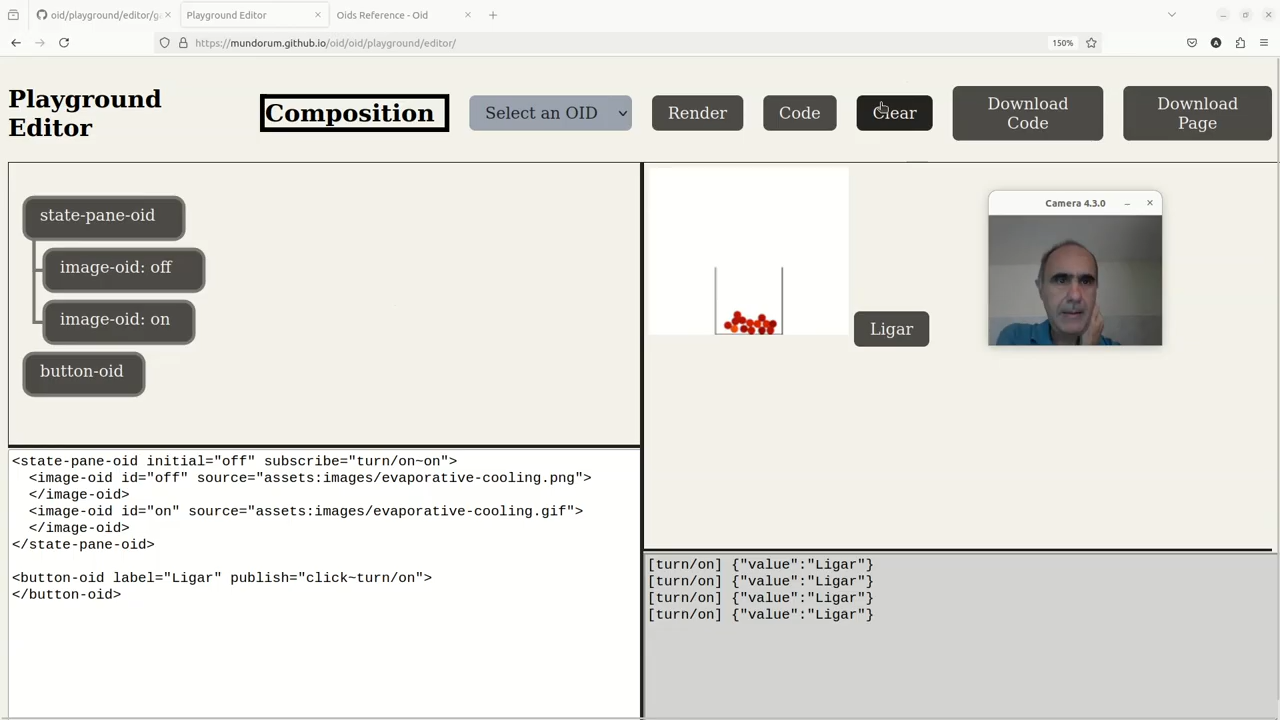 oid/playground/editor/g
Playground Editor
Oids Reference - Oid
https://mundorum.github.io/oid/oid/playground/editor/
150%
Playground
Editor
Composition
Select an OID
Render
Code
Clear
Download
Code
Download
Page
state-pane-oid
image-oid: off
image-oid: on
button-oid
Ligar
Camera 4.3.0
<state-pane-oid initial="off" subscribe="turn/on~on">
<image-oid id="off" source="assets:images/evaporative-cooling.png">
</image-oid>
<image-oid id="on" source="assets:images/evaporative-cooling.gif">
</image-oid>
</state-pane-oid>
<button-oid label="Ligar" publish="click~turn/on">
</button-oid>
[turn/on] {"value":"Ligar"}
[turn/on] {"value":"Ligar"}
[turn/on] {"value":"Ligar"}
[turn/on] {"value":"Ligar"}